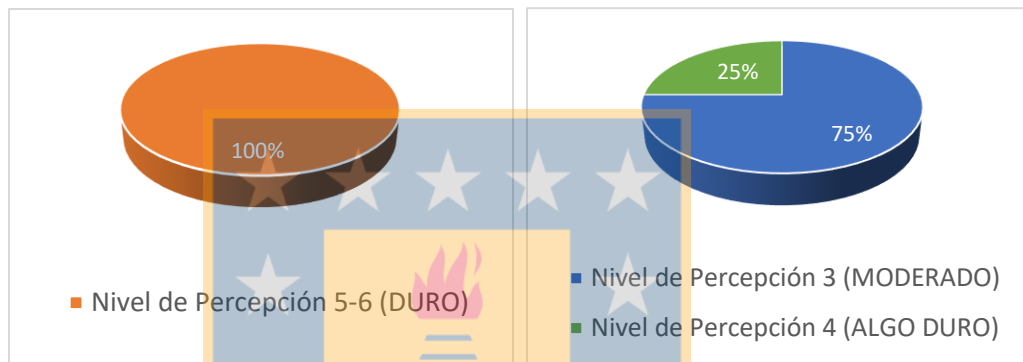 100%
Nivel de Percepción 5-6 (DURO)
25%
75%
Nivel de Percepción 3 (MODERADO)
Nivel de Percepción 4 (ALGO DURO)